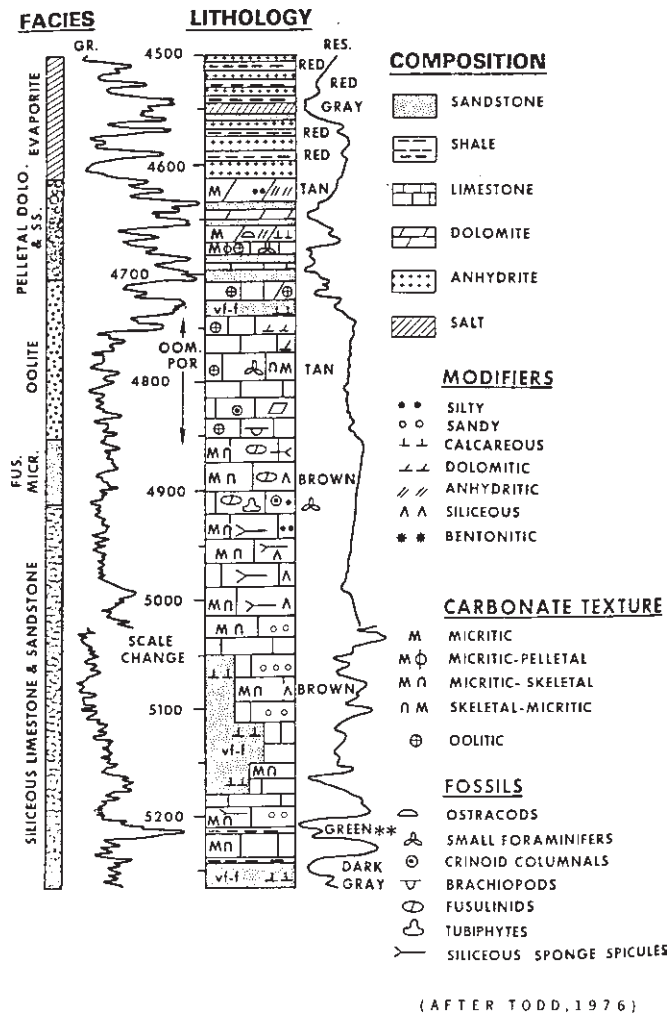 FACIES
LITHOLOGY
GR.
RES.
EVAPORITE
PELLETAL DOLO.
& SS.
OOLITE
FUS.
MICR.
SILICEOUS LIMESTONE & SANDSTONE
4500
4600
4700
4800
4900
5000
5100
5200
OOM.
POR
SCALE
CHANGE
RED
RED
GRAY
RED
RED
TAN
TAN
BROWN
BROWN
GREEN**
DARK
GRAY
M
M
Mϕ
vf-f
∩M
M∩
M∩
M∩
M∩
M∩
M∩
M∩
vf-f
M∩
M∩
M∩
vf-f
COMPOSITION
SANDSTONE
SHALE
LIMESTONE
DOLOMITE
ANHYDRITE
SALT
MODIFIERS
SILTY
SANDY
CALCAREOUS
DOLOMITIC
ANHYDRITIC
SILICEOUS
** BENTONITIC
CARBONATE TEXTURE
M MICRITIC
Mϕ MICRITIC-PELLETAL
M∩ MICRITIC-SKELETAL
∩M SKELETAL-MICRITIC
OOLITIC
FOSSILS
OSTRACODS
SMALL FORAMINIFERS
CRINOID COLUMNALS
BRACHIOPODS
FUSULINIDS
TUBIPHYTES
SILICEOUS SPONGE SPICULES
(AFTER TODD, 1976)